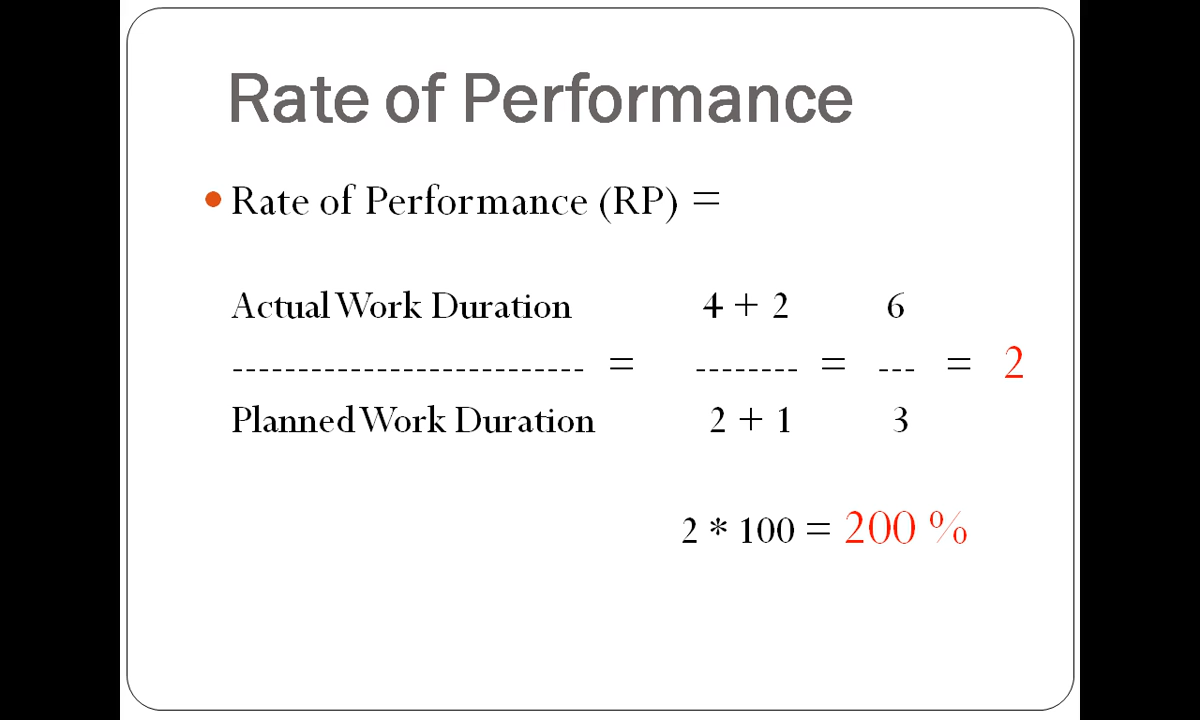 Rate of Performance
• Rate of Performance (RP) =
Actual Work Duration 4 + 2 6
--------------------------- = -------- = --- = 2
Planned Work Duration 2 + 1 3
2 * 100 = 200 %